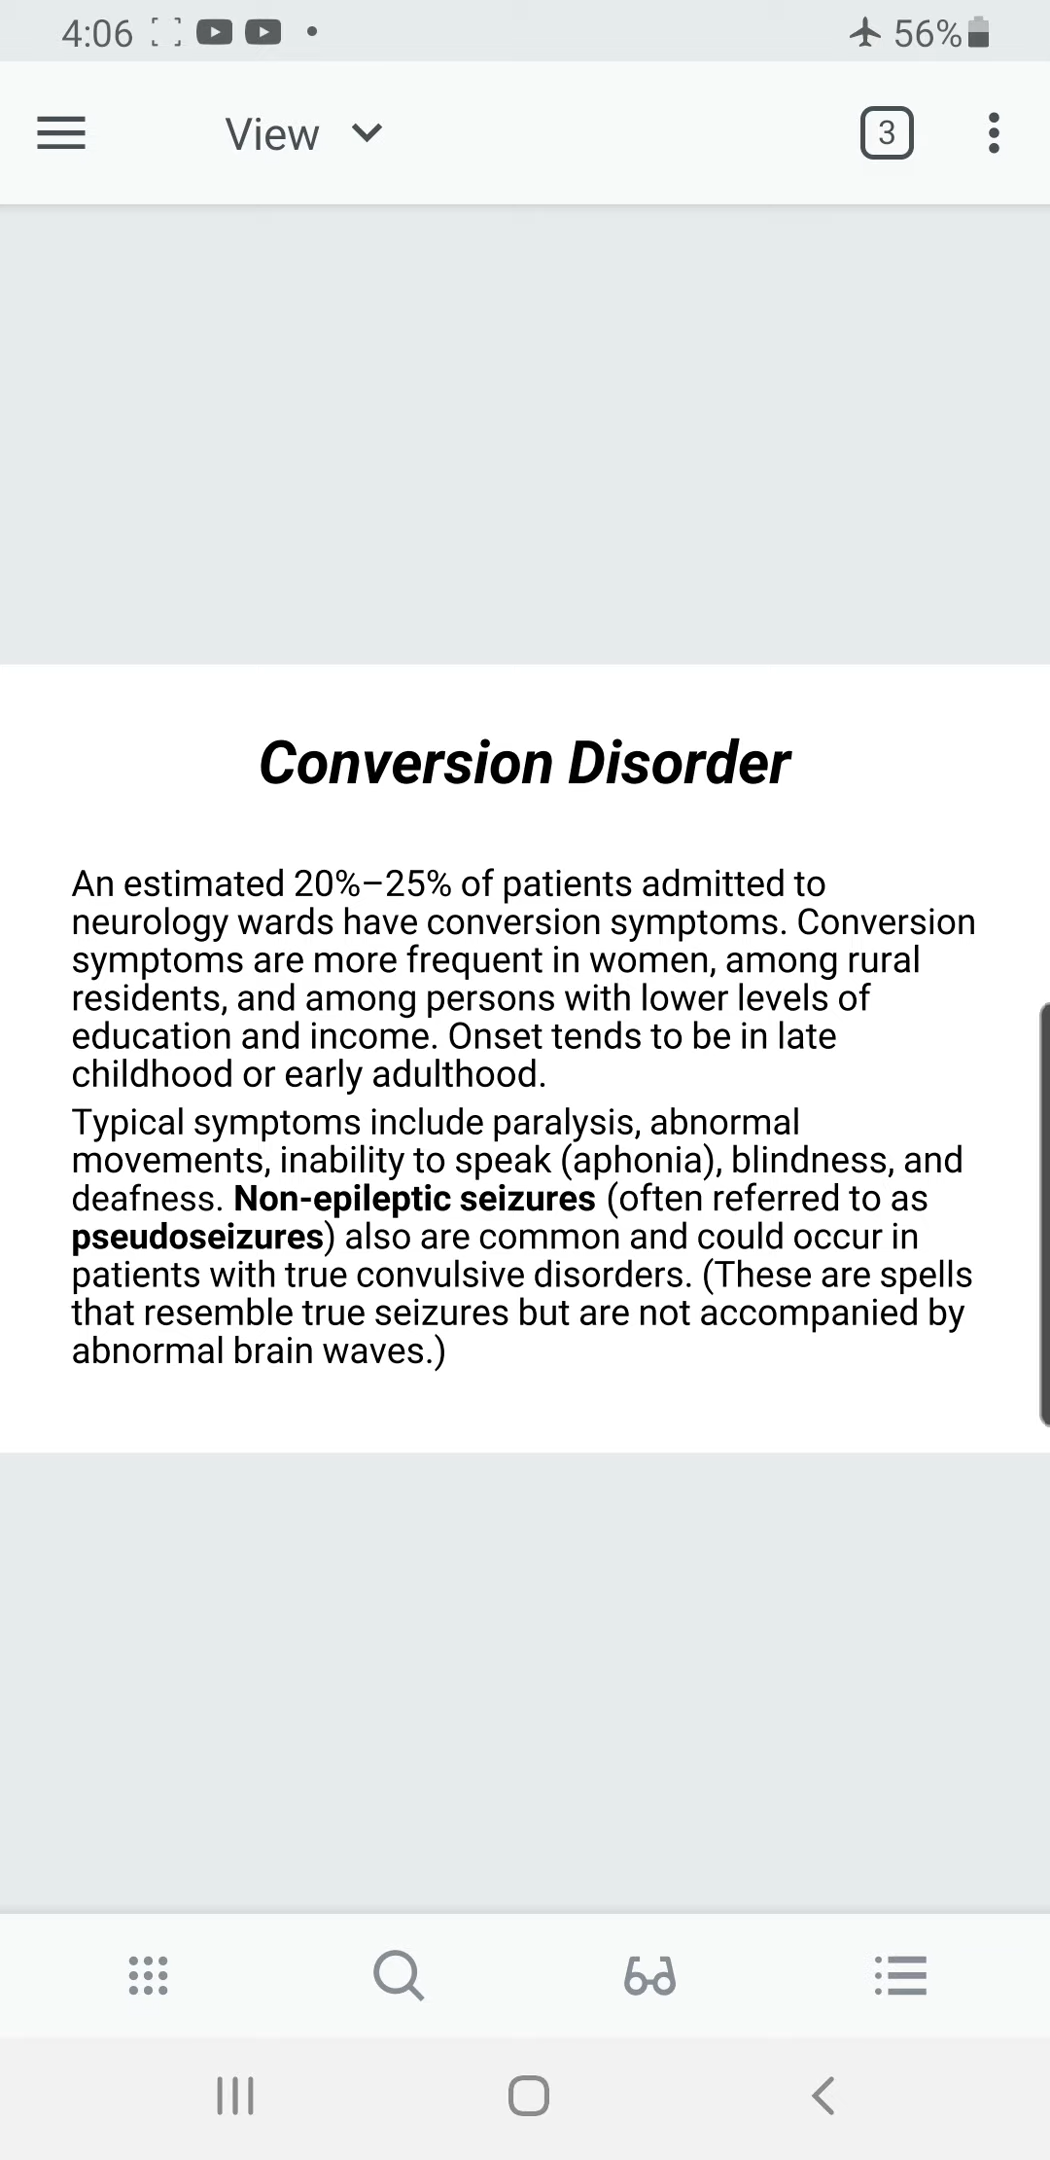 4:06 56%
View 3
Conversion Disorder
An estimated 20%–25% of patients admitted to
neurology wards have conversion symptoms. Conversion
symptoms are more frequent in women, among rural
residents, and among persons with lower levels of
education and income. Onset tends to be in late
childhood or early adulthood.
Typical symptoms include paralysis, abnormal
movements, inability to speak (aphonia), blindness, and
deafness. Non-epileptic seizures (often referred to as
pseudoseizures) also are common and could occur in
patients with true convulsive disorders. (These are spells
that resemble true seizures but are not accompanied by
abnormal brain waves.)